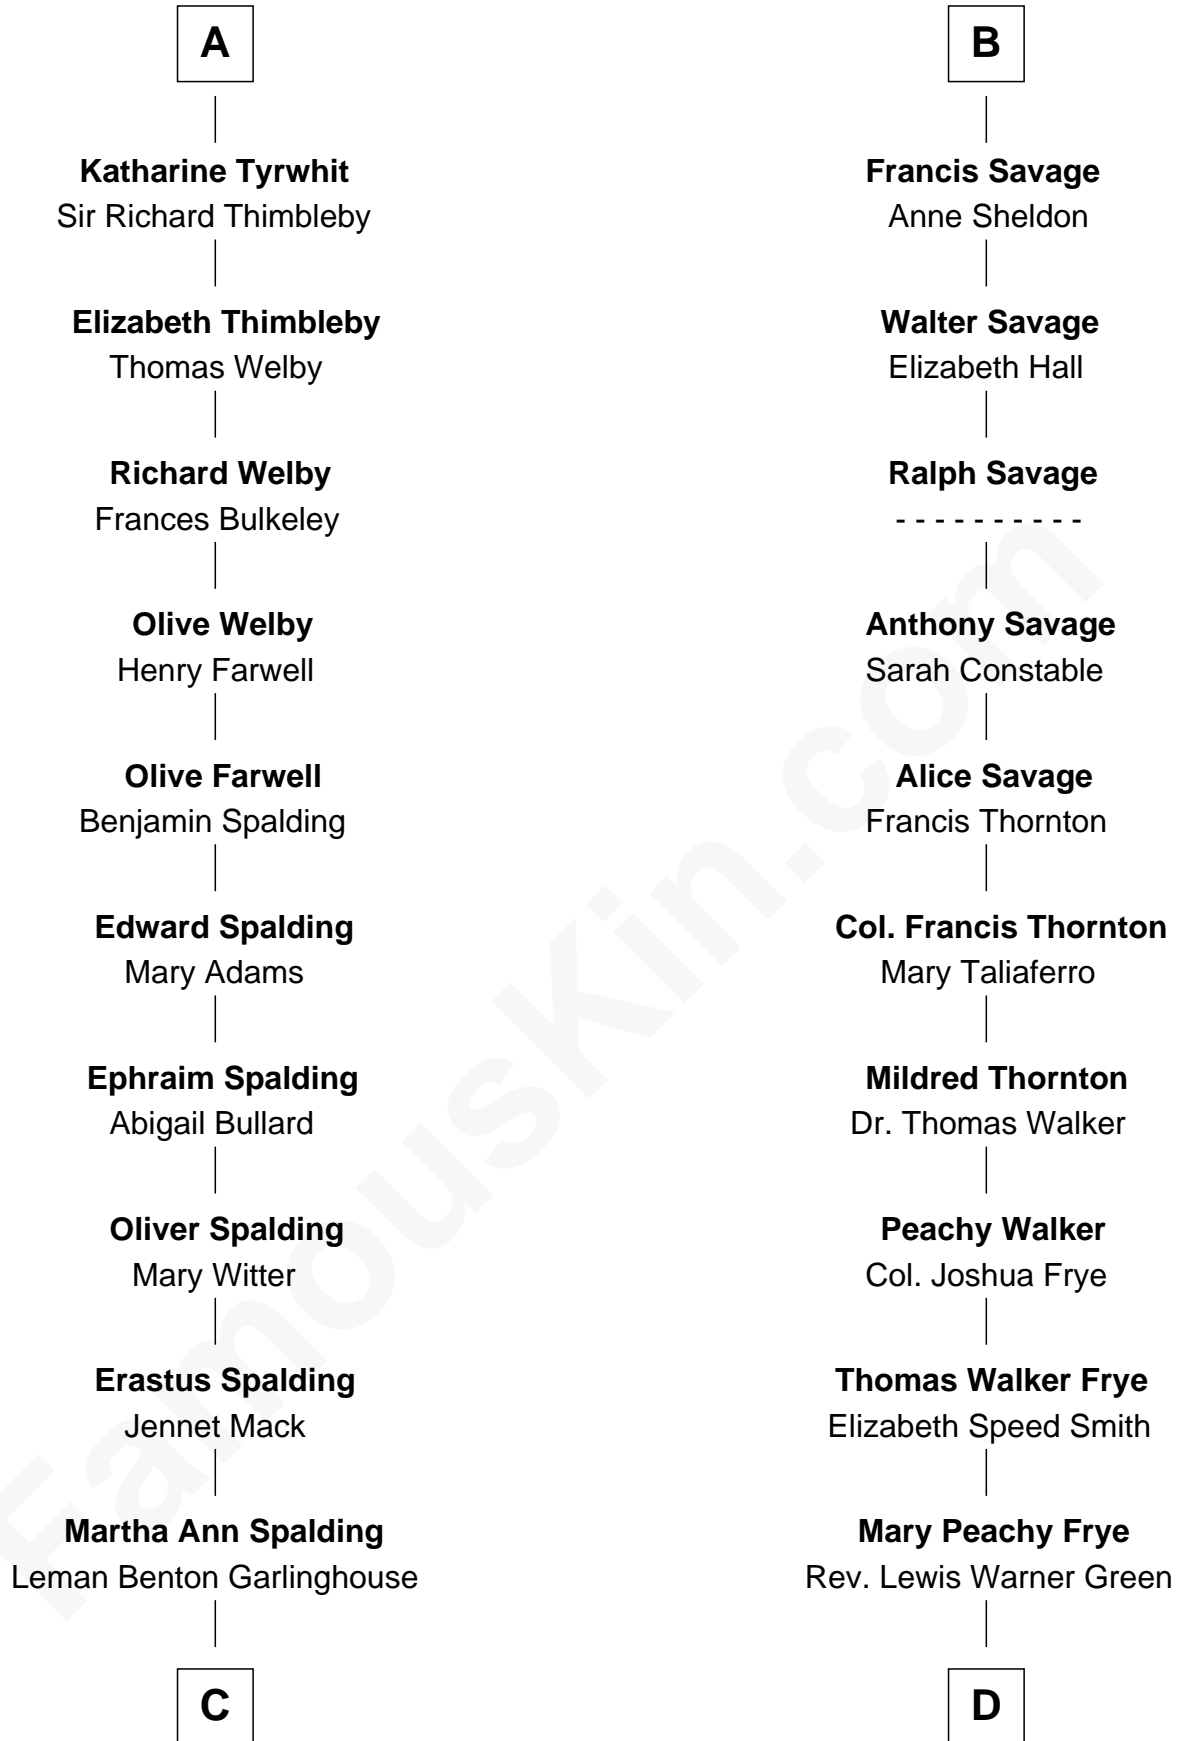 A
Katharine Tyrwhit
Sir Richard Thimbleby
Elizabeth Thimbleby
Thomas Welby
Richard Welby
Frances Bulkeley
Olive Welby
Henry Farwell
Olive Farwell
Benjamin Spalding
Edward Spalding
Mary Adams
Ephraim Spalding
Abigail Bullard
Oliver Spalding
Mary Witter
Erastus Spalding
Jennet Mack
Martha Ann Spalding
Leman Benton Garlinghouse
C
B
Francis Savage
Anne Sheldon
Walter Savage
Elizabeth Hall
Ralph Savage
- - - - - - - - - -
Anthony Savage
Sarah Constable
Alice Savage
Francis Thornton
Col. Francis Thornton
Mary Taliaferro
Mildred Thornton
Dr. Thomas Walker
Peachy Walker
Col. Joshua Frye
Thomas Walker Frye
Elizabeth Speed Smith
Mary Peachy Frye
Rev. Lewis Warner Green
D
FamousKin.com